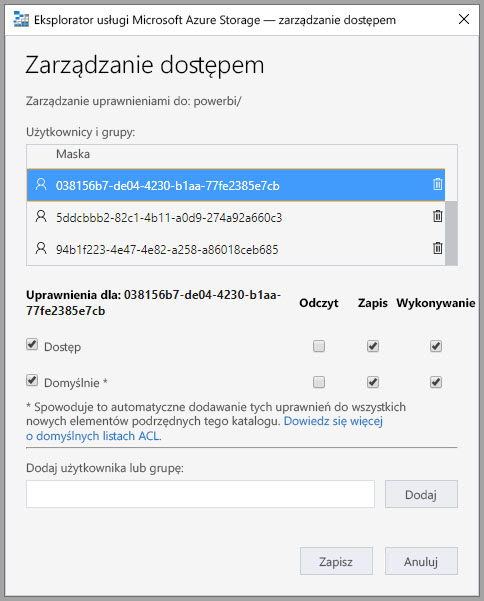 Eksplorator usługi Microsoft Azure Storage — zarządzanie dostępem
Zarządzanie dostępem
Zarządzanie uprawnieniami do: powerbi/
Użytkownicy i grupy:
Maska
038156b7-de04-4230-b1aa-77fe2385e7cb
5ddcbbb2-82c1-4b11-a0d9-274a92a660c3
94b1f223-4e47-4e82-a258-a86018ceb685
Uprawnienia dla: 038156b7-de04-4230-b1aa-
77fe2385e7cb
Odczyt Zapis Wykonywanie
Dostęp
Domyślnie *
* Spowoduje to automatyczne dodawanie tych uprawnień do wszystkich
nowych elementów podrzędnych tego katalogu. Dowiedz się więcej
o domyślnych listach ACL.
Dodaj użytkownika lub grupę:
Dodaj
Zapisz Anuluj